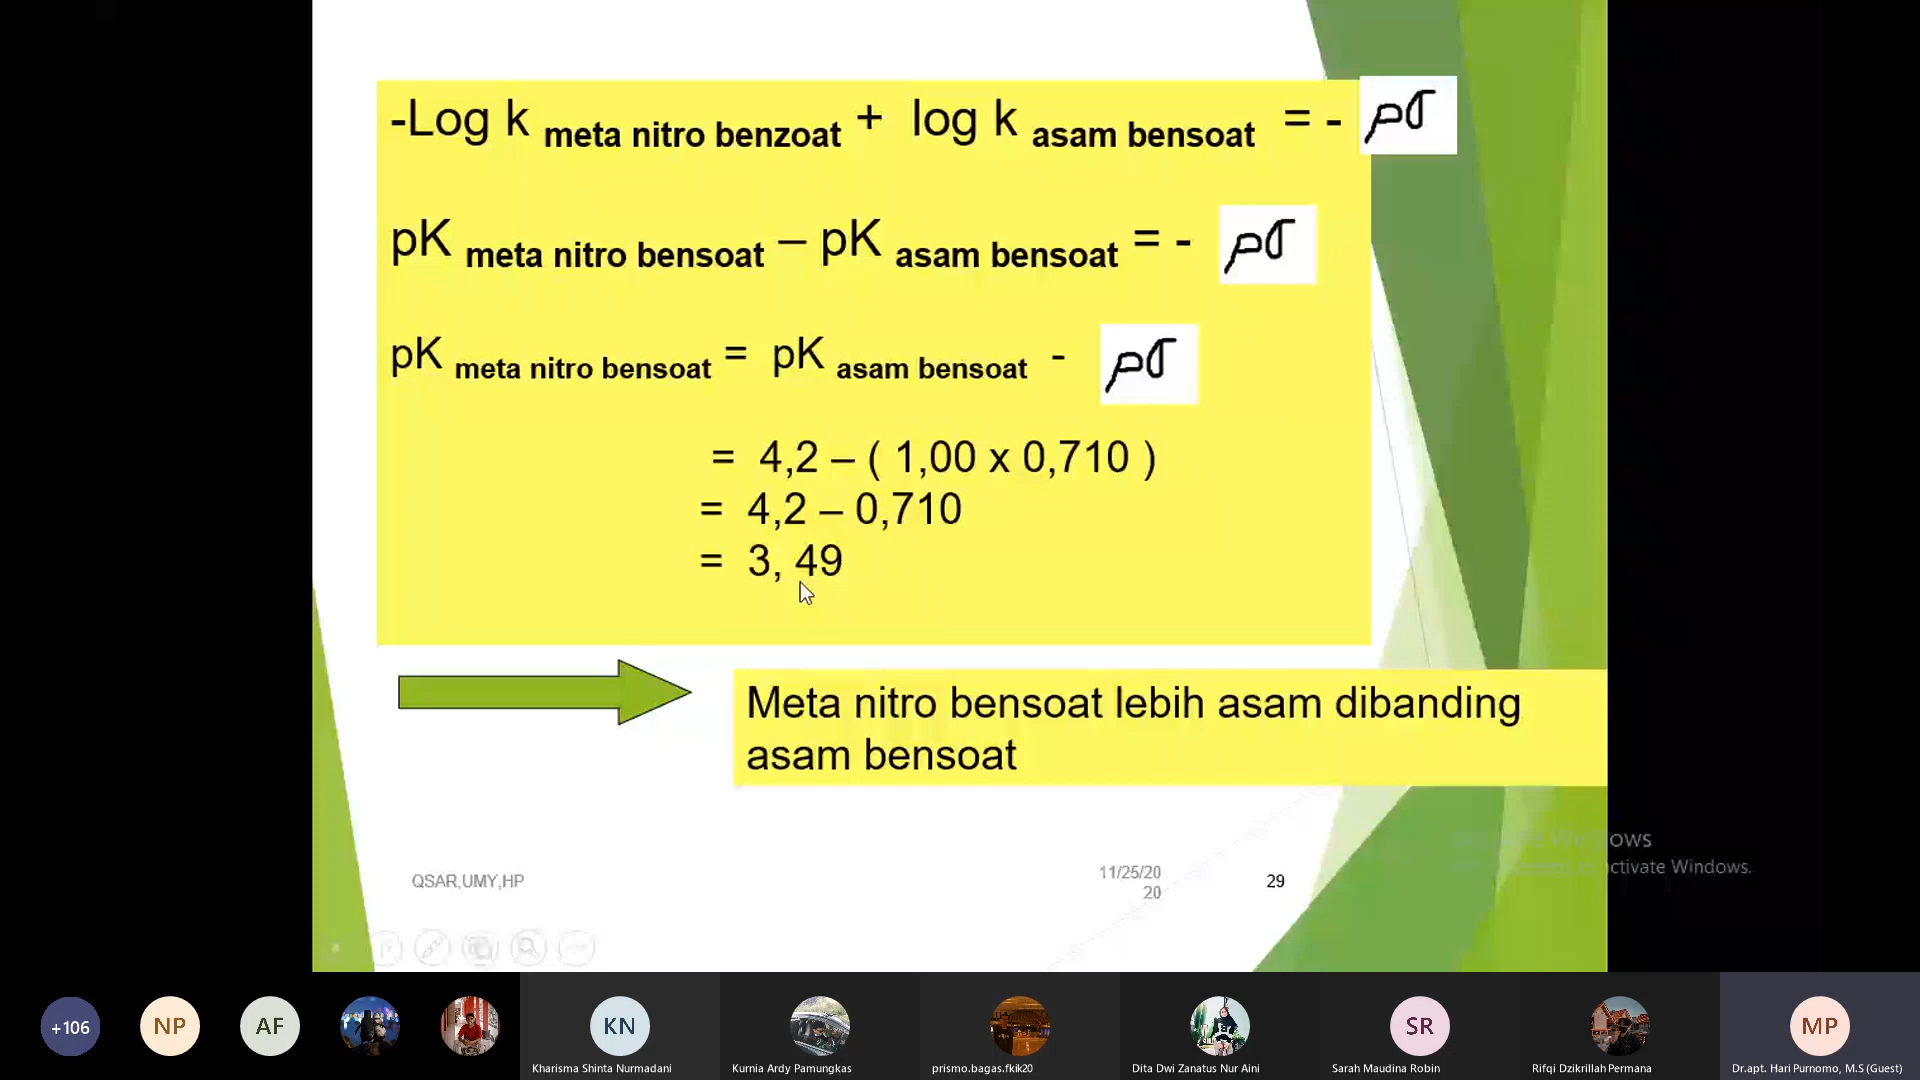 -Log k meta nitro benzoat + log k asam bensoat = - ρσ
pK meta nitro bensoat – pK asam bensoat = - ρσ
pK meta nitro bensoat = pK asam bensoat - ρσ
= 4,2 – ( 1,00 x 0,710 )
= 4,2 – 0,710
= 3, 49
Meta nitro bensoat lebih asam dibanding
asam bensoat
ows
ctivate Windows.
QSAR,UMY,HP
11/25/20
20
29
+106
NP
AF
KN
SR
MP
Kharisma Shinta Nurmadani
Kurnia Ardy Pamungkas
prismo.bagas.fkik20
Dita Dwi Zanatus Nur Aini
Sarah Maudina Robin
Rifqi Dzikrillah Permana
Dr.apt. Hari Purnomo, M.S (Guest)